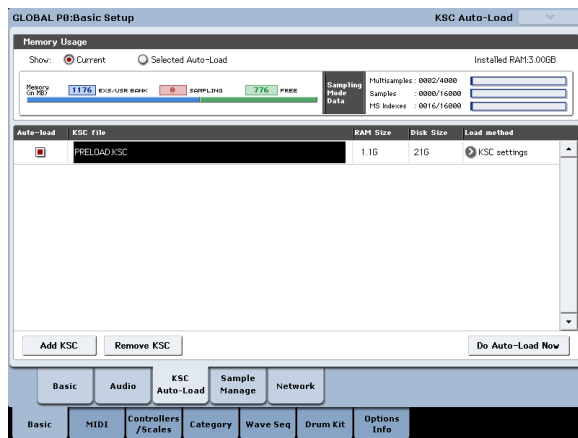 GLOBAL P0:Basic Setup KSC Auto-Load
Memory Usage
Show: Current Selected Auto-Load Installed RAM:3.00GB
Memory (in MB) 1176 EXS/USR BANK 0 SAMPLING 776 FREE
Sampling Mode Data
Multisamples : 0002/4000
Samples : 0000/16000
MS Indexes : 0016/16000
Auto-load KSC file RAM Size Disk Size Load method
PRELOAD.KSC 1.1G 21G KSC settings
Add KSC Remove KSC Do Auto-Load Now
Basic Audio KSC Auto-Load Sample Manage Network
Basic MIDI Controllers /Scales Category Wave Seq Drum Kit Options Info